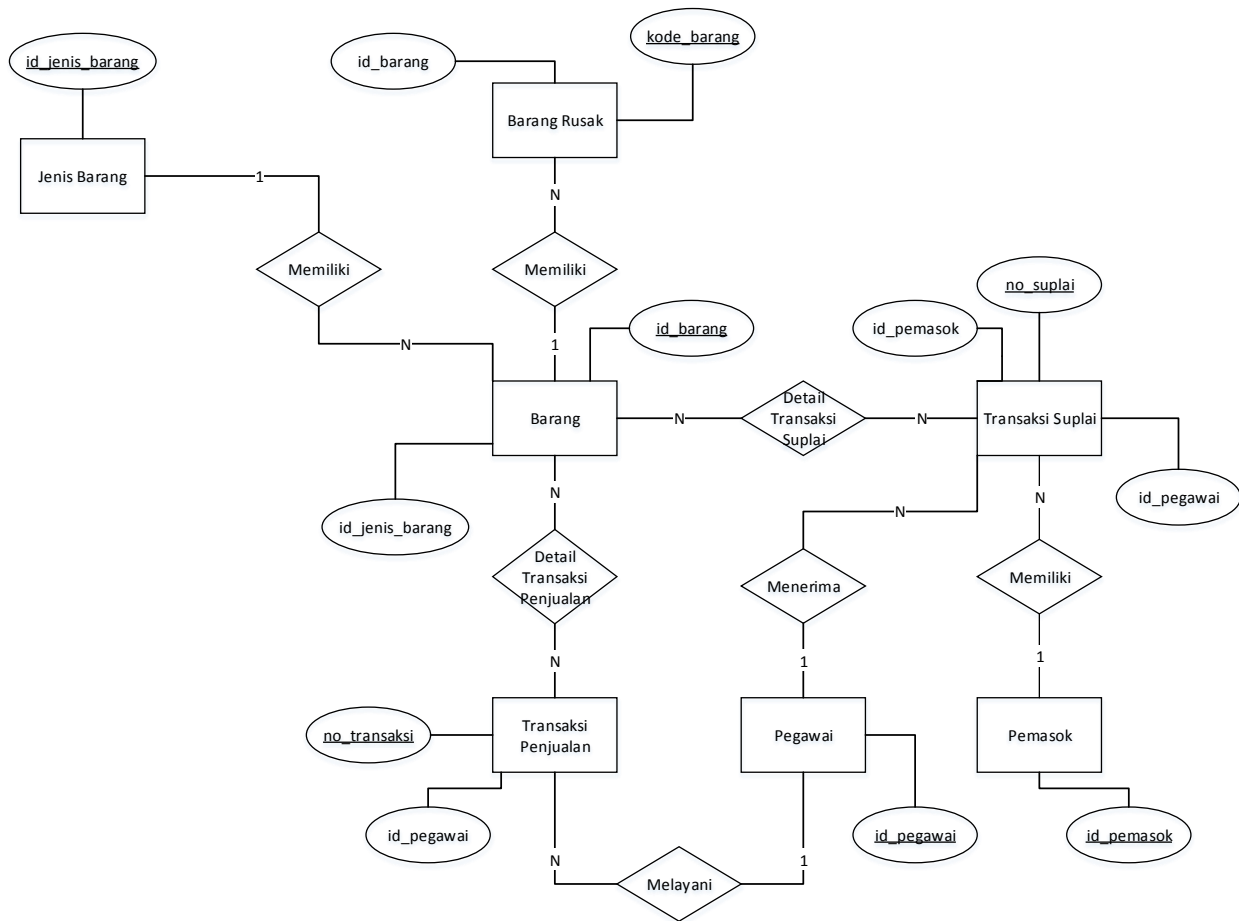 id_jenis_barang
id_barang
kode_barang
Barang Rusak
Jenis Barang
1
N
Memiliki
Memiliki
no_suplai
id_barang
id_pemasok
N
1
Barang
N
Detail
Transaksi
Suplai
N
Transaksi Suplai
id_jenis_barang
N
N
N
id_pegawai
Detail
Transaksi
Penjualan
Menerima
Memiliki
N
1
1
no_transaksi
Transaksi
Penjualan
Pegawai
Pemasok
id_pegawai
id_pegawai
id_pemasok
N
Melayani
1